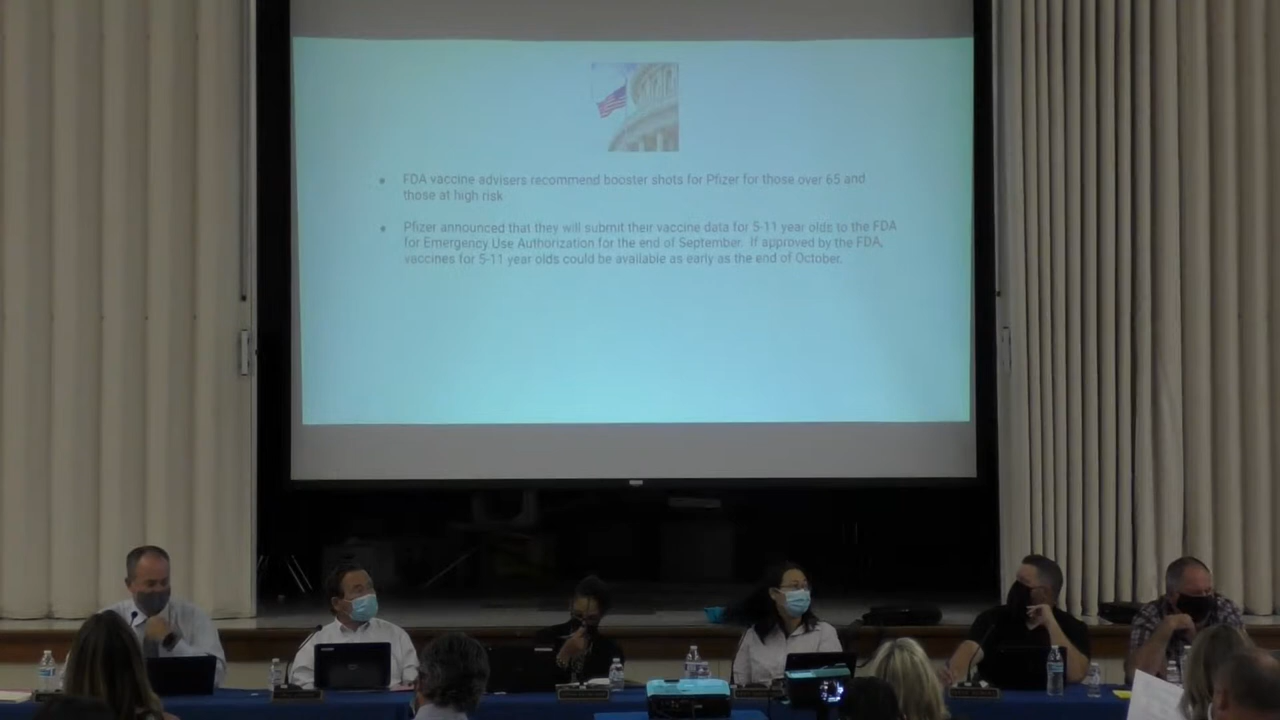 • FDA vaccine advisers recommend booster shots for Pfizer for those over 65 and
those at high risk
• Pfizer announced that they will submit their vaccine data for 5-11 year olds to the FDA
for Emergency Use Authorization for the end of September. If approved by the FDA,
vaccines for 5-11 year olds could be available as early as the end of October.